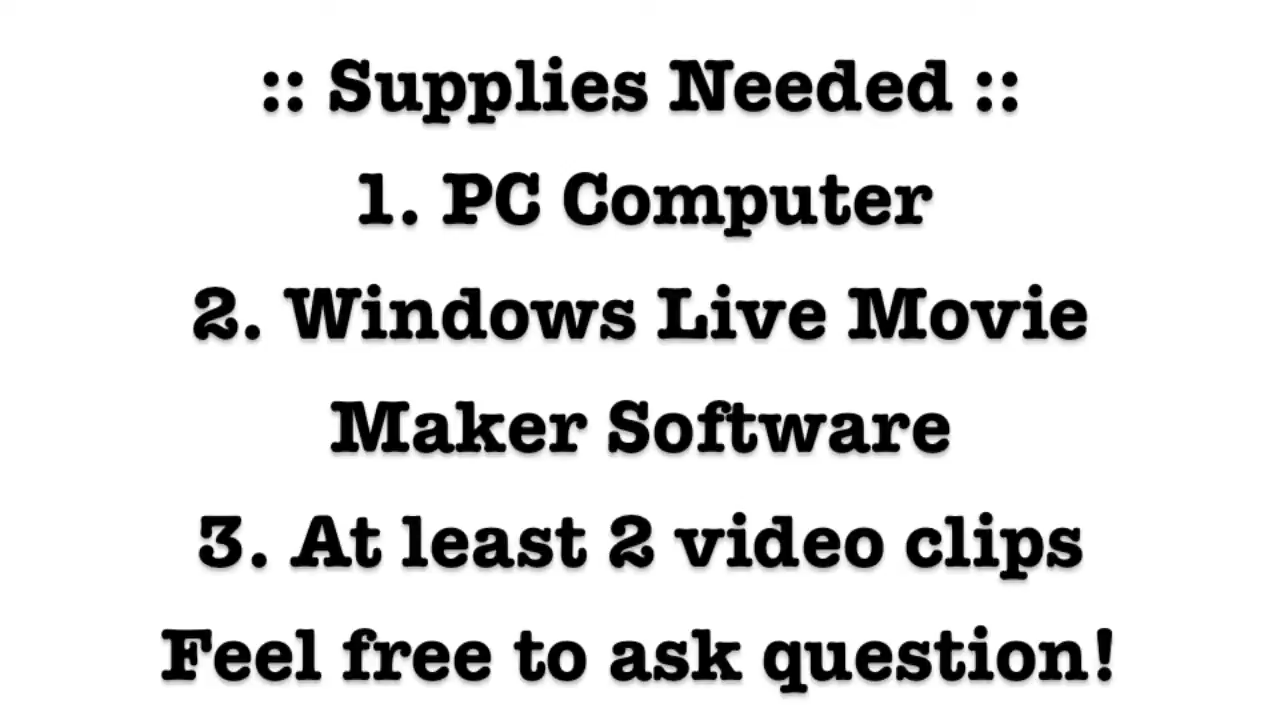 :: Supplies Needed ::
1. PC Computer
2. Windows Live Movie
Maker Software
3. At least 2 video clips
Feel free to ask question!